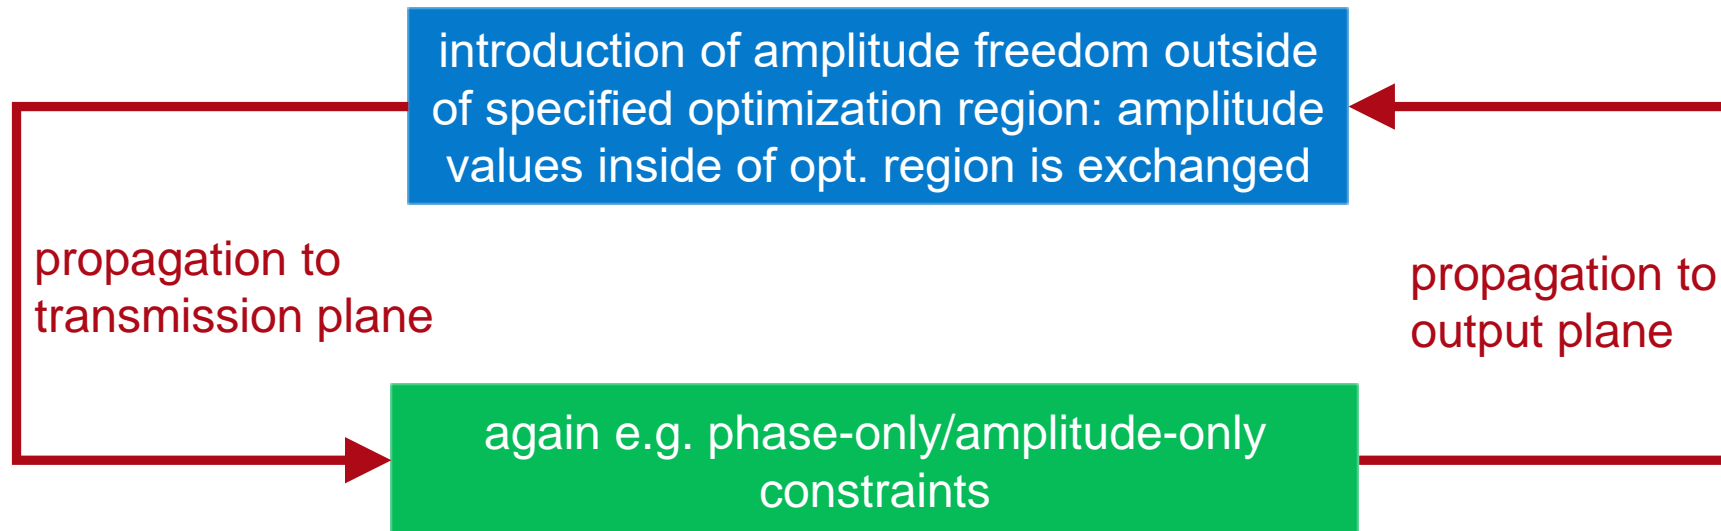 introduction of amplitude freedom outside
of specified optimization region: amplitude
values inside of opt. region is exchanged
propagation to
transmission plane
propagation to
output plane
again e.g. phase-only/amplitude-only
constraints